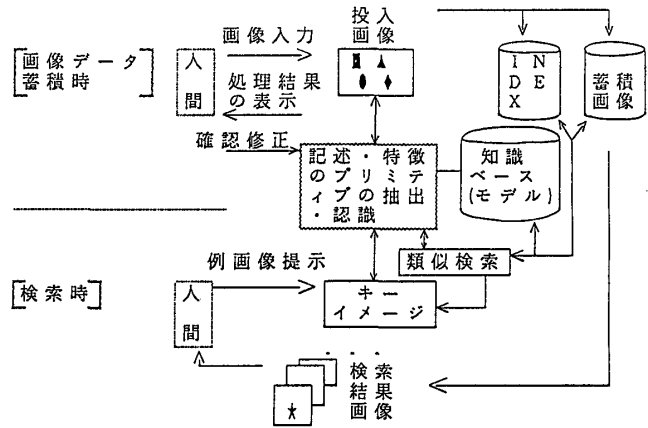 投入
画像
画像入力
[画像データ
蓄積時]
人
間
処理結果
の表示
IN
DE
X
蓄積
画像
確認修正
記述・特徴
のプリミテ
ィブの抽出
・認識
知識
ベース
(モデル)
例画像提示
類似検索
[検索時]
人
間
キー
イメージ
検索
結果
画像